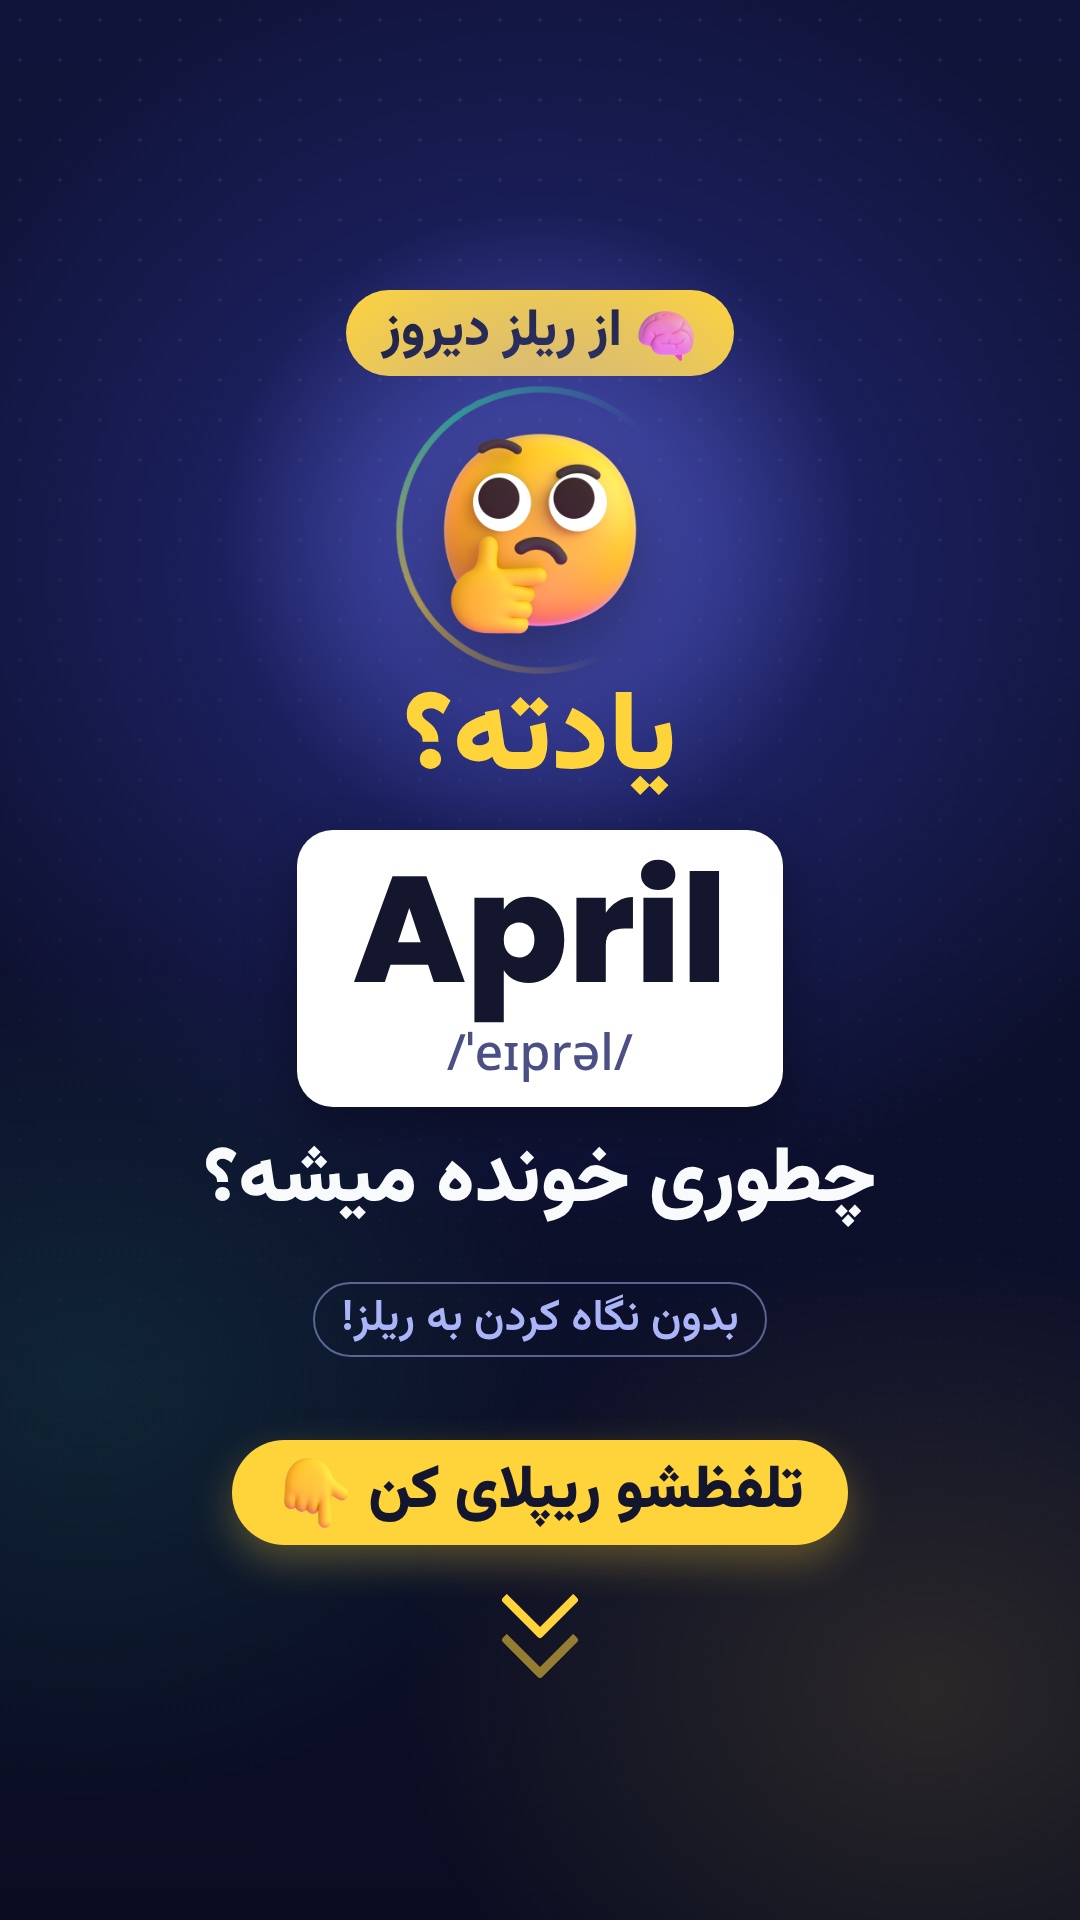 🧠 از ریلز دیروز
یادته؟
April
/ˈeɪprəl/
چطوری خونده میشه؟
بدون نگاه کردن به ریلز!
تلفظشو ریپلای کن 👇